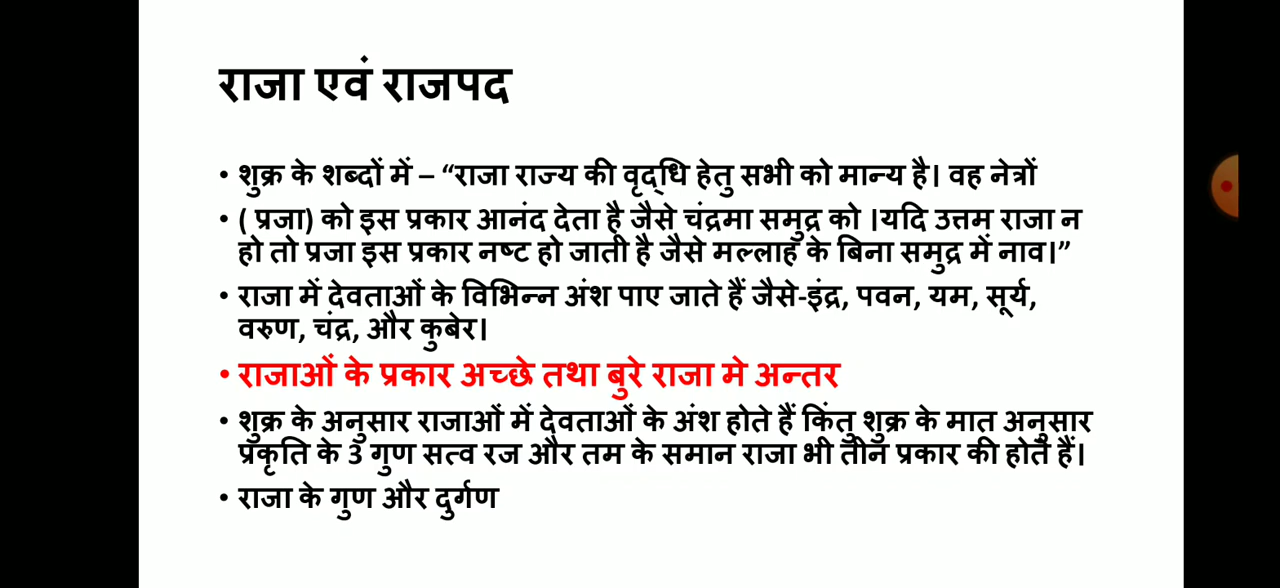 राजा एवं राजपद
• शुक्र के शब्दों में – “राजा राज्य की वृद्धि हेतु सभी को मान्य है। वह नेत्रों
• ( प्रजा) को इस प्रकार आनंद देता है जैसे चंद्रमा समुद्र को ।यदि उत्तम राजा न
हो तो प्रजा इस प्रकार नष्ट हो जाती है जैसे मल्लाह के बिना समुद्र में नाव।”
• राजा में देवताओं के विभिन्न अंश पाए जाते हैं जैसे-इंद्र, पवन, यम, सूर्य,
वरुण, चंद्र, और कुबेर।
• राजाओं के प्रकार अच्छे तथा बुरे राजा मे अन्तर
• शुक्र के अनुसार राजाओं में देवताओं के अंश होते हैं किंतु शुक्र के मात अनुसार
प्रकृति के 3 गुण सत्व रज और तम के समान राजा भी तीन प्रकार की होते हैं।
• राजा के गुण और दुर्गण